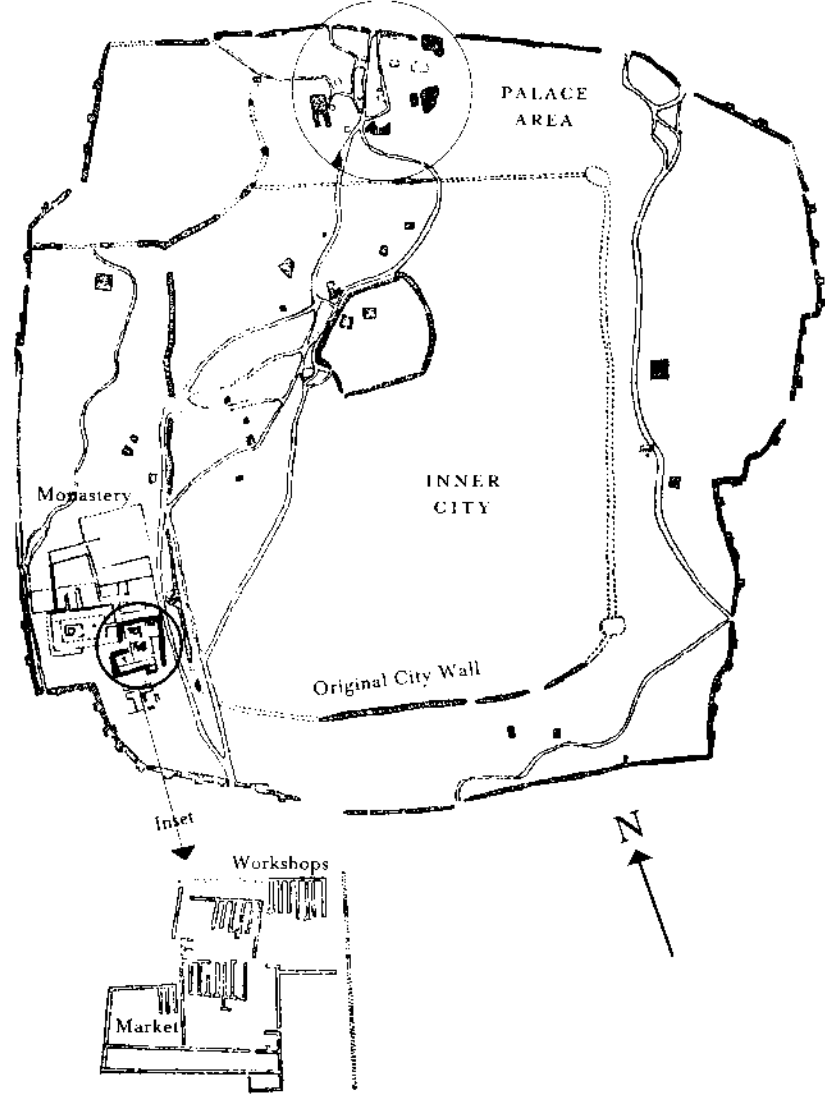 PALACE
AREA
Monastery
INNER
CITY
Original City Wall
Inset
N
Workshops
Market